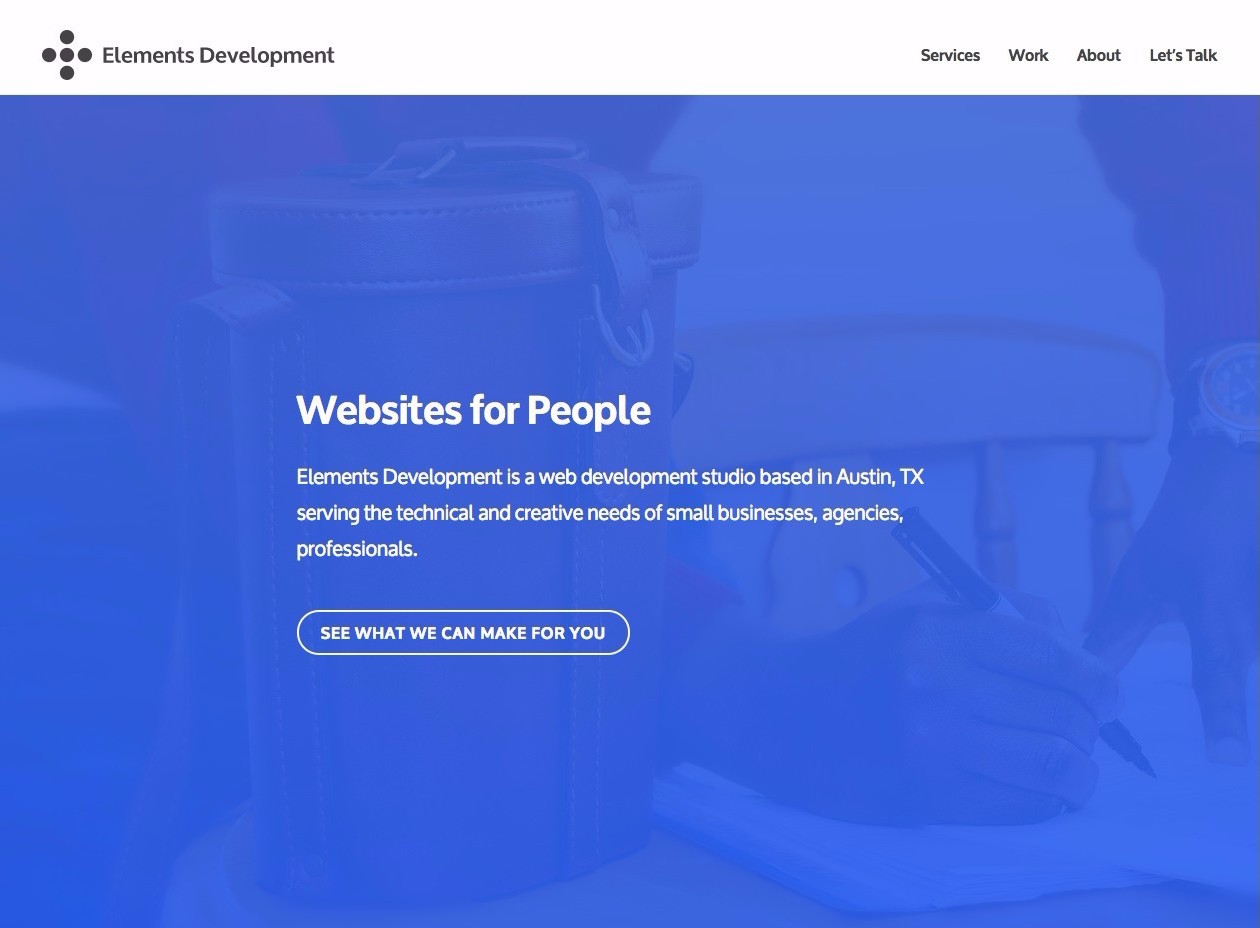 Elements Development
Services
Work
About
Let's Talk
Websites for People
Elements Development is a web development studio based in Austin, TX
serving the technical and creative needs of small businesses, agencies,
professionals.
SEE WHAT WE CAN MAKE FOR YOU